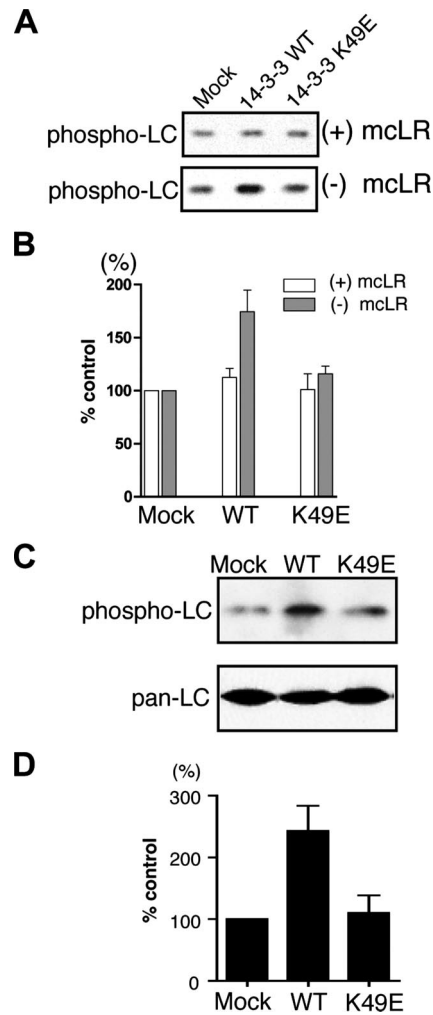 A
Mock
14-3-3 WT
14-3-3 K49E
phospho-LC (+) mcLR
phospho-LC (-) mcLR
B
(%)
200
150
100
50
0
% control
(+) mcLR
(-) mcLR
Mock WT K49E
C
Mock WT K49E
phospho-LC
pan-LC
D
(%)
300
200
100
0
% control
Mock WT K49E